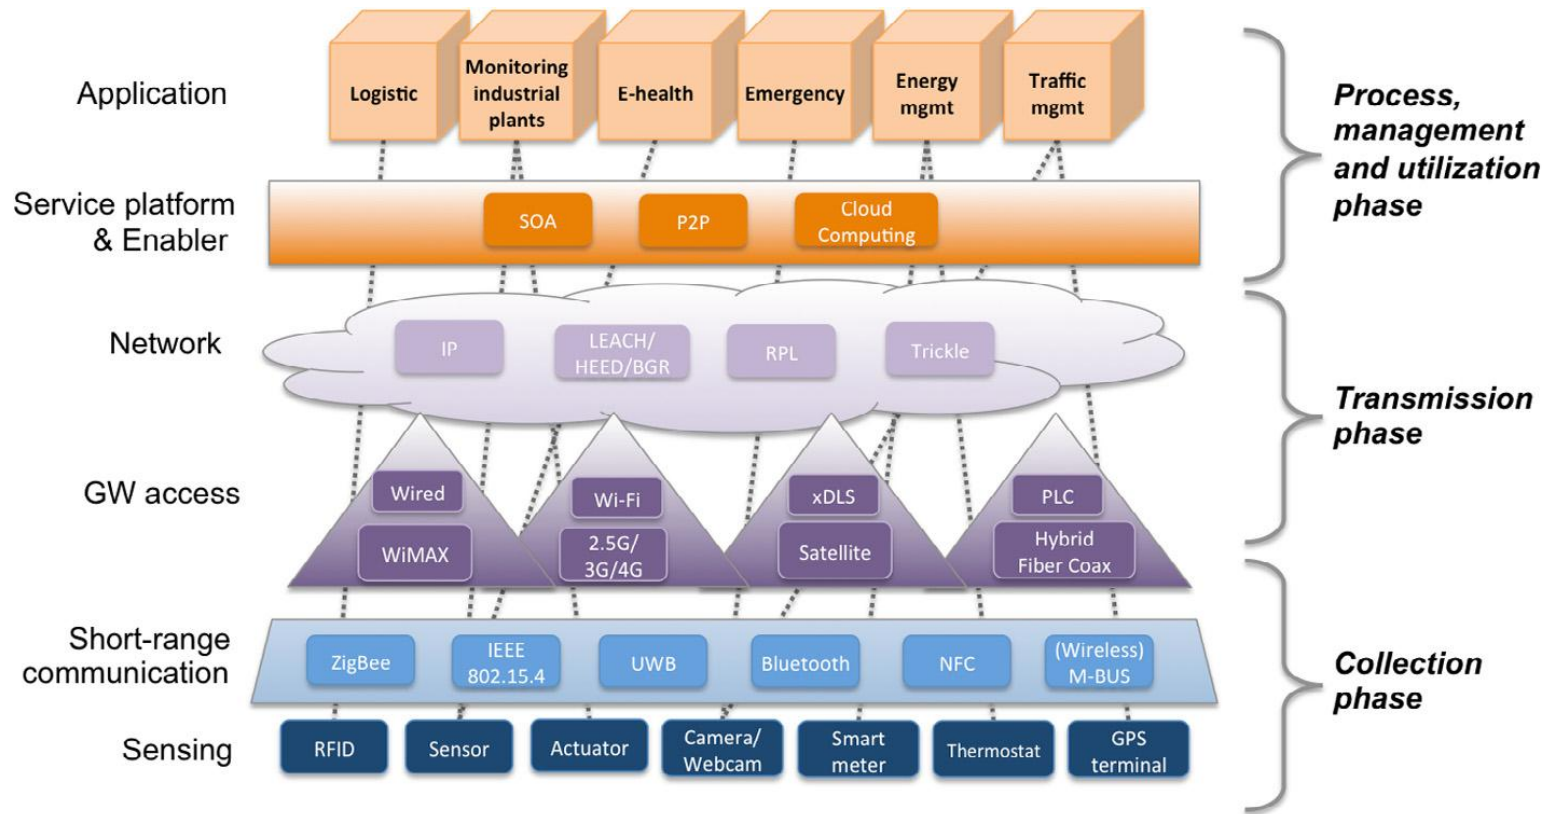 Application
Logistic
Monitoring
industrial
plants
E-health
Emergency
Energy
mgmt
Traffic
mgmt
Process,
management
and utilization
phase
Service platform
& Enabler
SOA
P2P
Cloud
Computing
Network
IP
LEACH/
HEED/BGR
RPL
Trickle
Transmission
phase
GW access
Wired
WiMAX
Wi-Fi
2.5G/
3G/4G
xDLS
Satellite
PLC
Hybrid
Fiber Coax
Short-range
communication
ZigBee
IEEE
802.15.4
UWB
Bluetooth
NFC
(Wireless)
M-BUS
Collection
phase
Sensing
RFID
Sensor
Actuator
Camera/
Webcam
Smart
meter
Thermostat
GPS
terminal